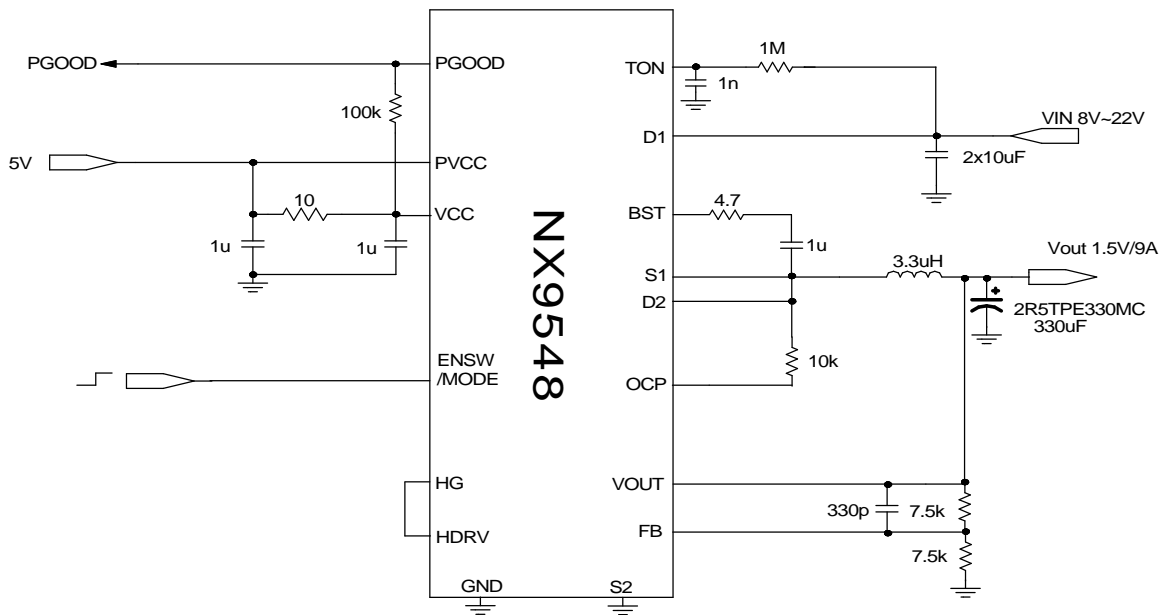 PGOOD
PGOOD
100k
5V
PVCC
10
VCC
1u
1u
ENSW
/MODE
HG
HDRV
GND
S2
NX9548
TON
1M
1n
D1
VIN 8V~22V
2x10uF
BST
4.7
1u
S1
3.3uH
Vout 1.5V/9A
D2
+
2R5TPE330MC
330uF
10k
OCP
VOUT
330p
7.5k
FB
7.5k